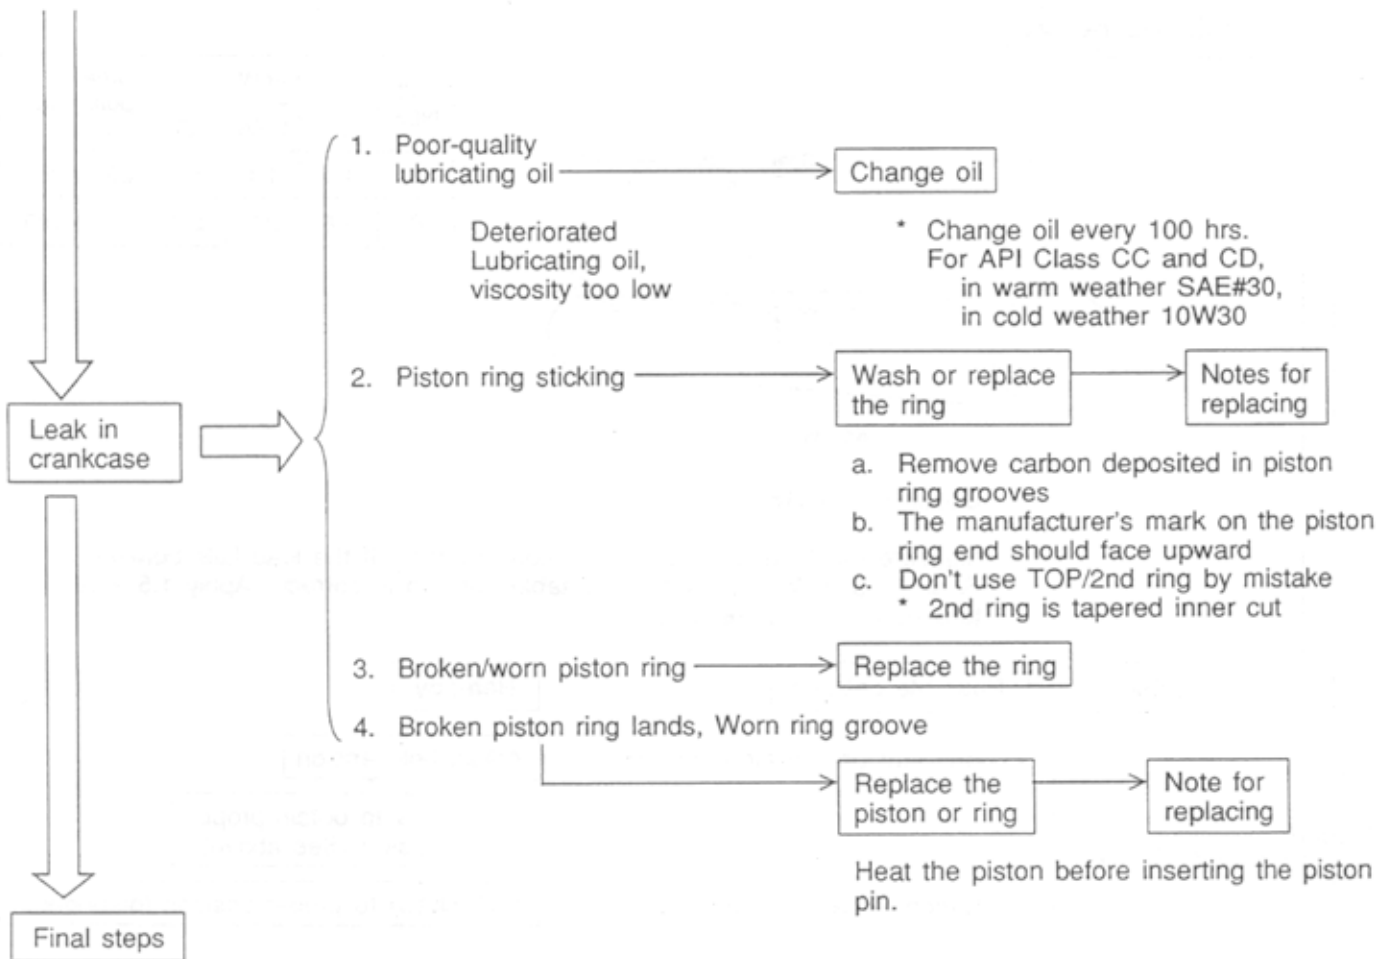 1. Poor-quality
lubricating oil
Change oil
Deteriorated
Lubricating oil,
viscosity too low
* Change oil every 100 hrs.
For API Class CC and CD,
in warm weather SAE#30,
in cold weather 10W30
2. Piston ring sticking
Wash or replace
the ring
Notes for
replacing
Leak in
crankcase
a. Remove carbon deposited in piston
ring grooves
b. The manufacturer's mark on the piston
ring end should face upward
c. Don't use TOP/2nd ring by mistake
* 2nd ring is tapered inner cut
3. Broken/worn piston ring
Replace the ring
4. Broken piston ring lands, Worn ring groove
Replace the
piston or ring
Note for
replacing
Heat the piston before inserting the piston
pin.
Final steps